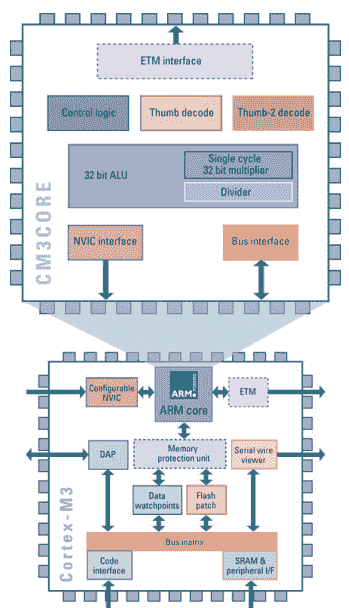 ETM interface
Control logic
Thumb decode
Thumb-2 decode
32 bit ALU
Single cycle
32 bit multiplier
Divider
NVIC interface
Bus interface
CM3CORE
Configurable
NVIC
ARM
ARM core
ETM
DAP
Memory
protection unit
Serial wire
viewer
Data
watchpoints
Flash
patch
Bus matrix
Code
interface
SRAM &
peripheral I/F
Cortex-M3